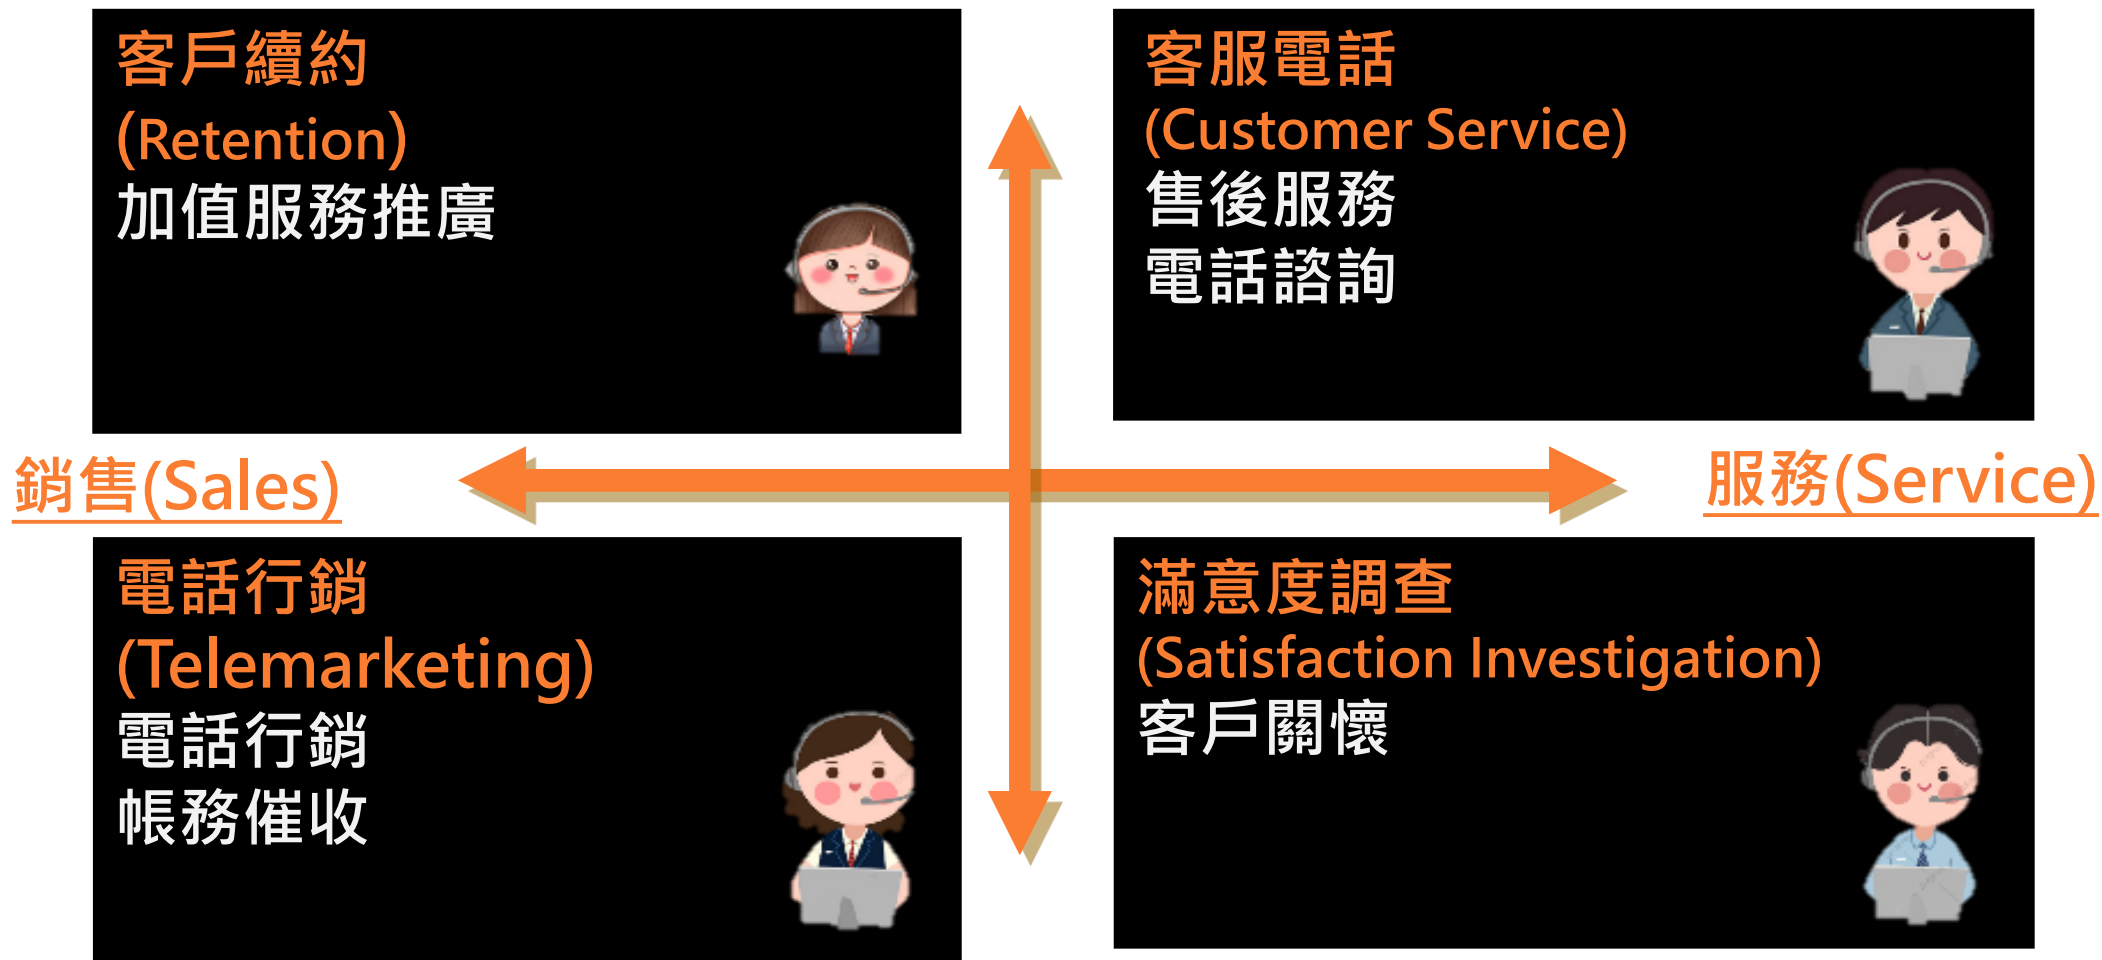 客戶續約
(Retention)
加值服務推廣
客服電話
(Customer Service)
售後服務
電話諮詢
銷售(Sales)
服務(Service)
電話行銷
(Telemarketing)
電話行銷
帳務催收
滿意度調查
(Satisfaction Investigation)
客戶關懷